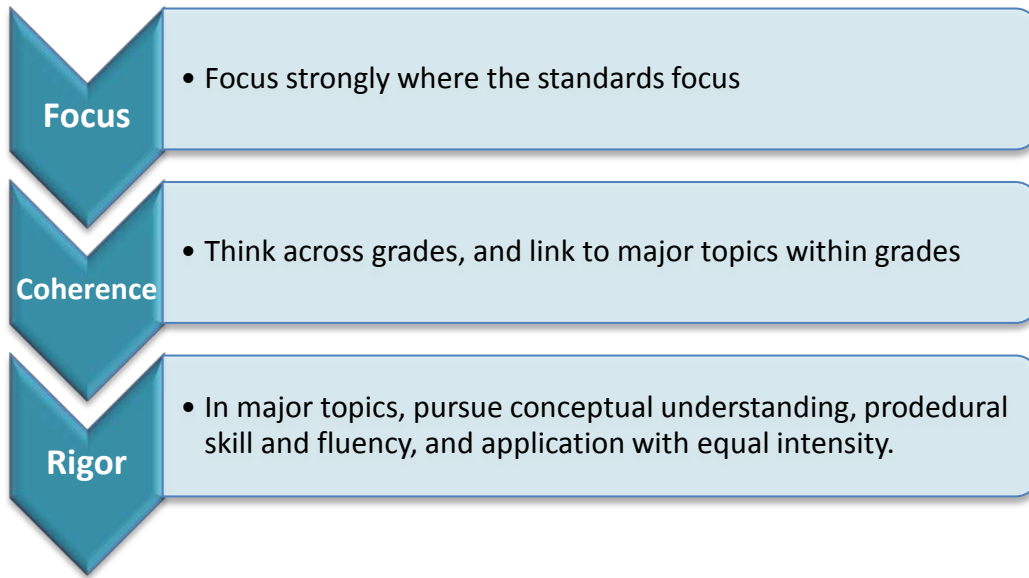 Focus
• Focus strongly where the standards focus
Coherence
• Think across grades, and link to major topics within grades
Rigor
• In major topics, pursue conceptual understanding, prodedural
skill and fluency, and application with equal intensity.